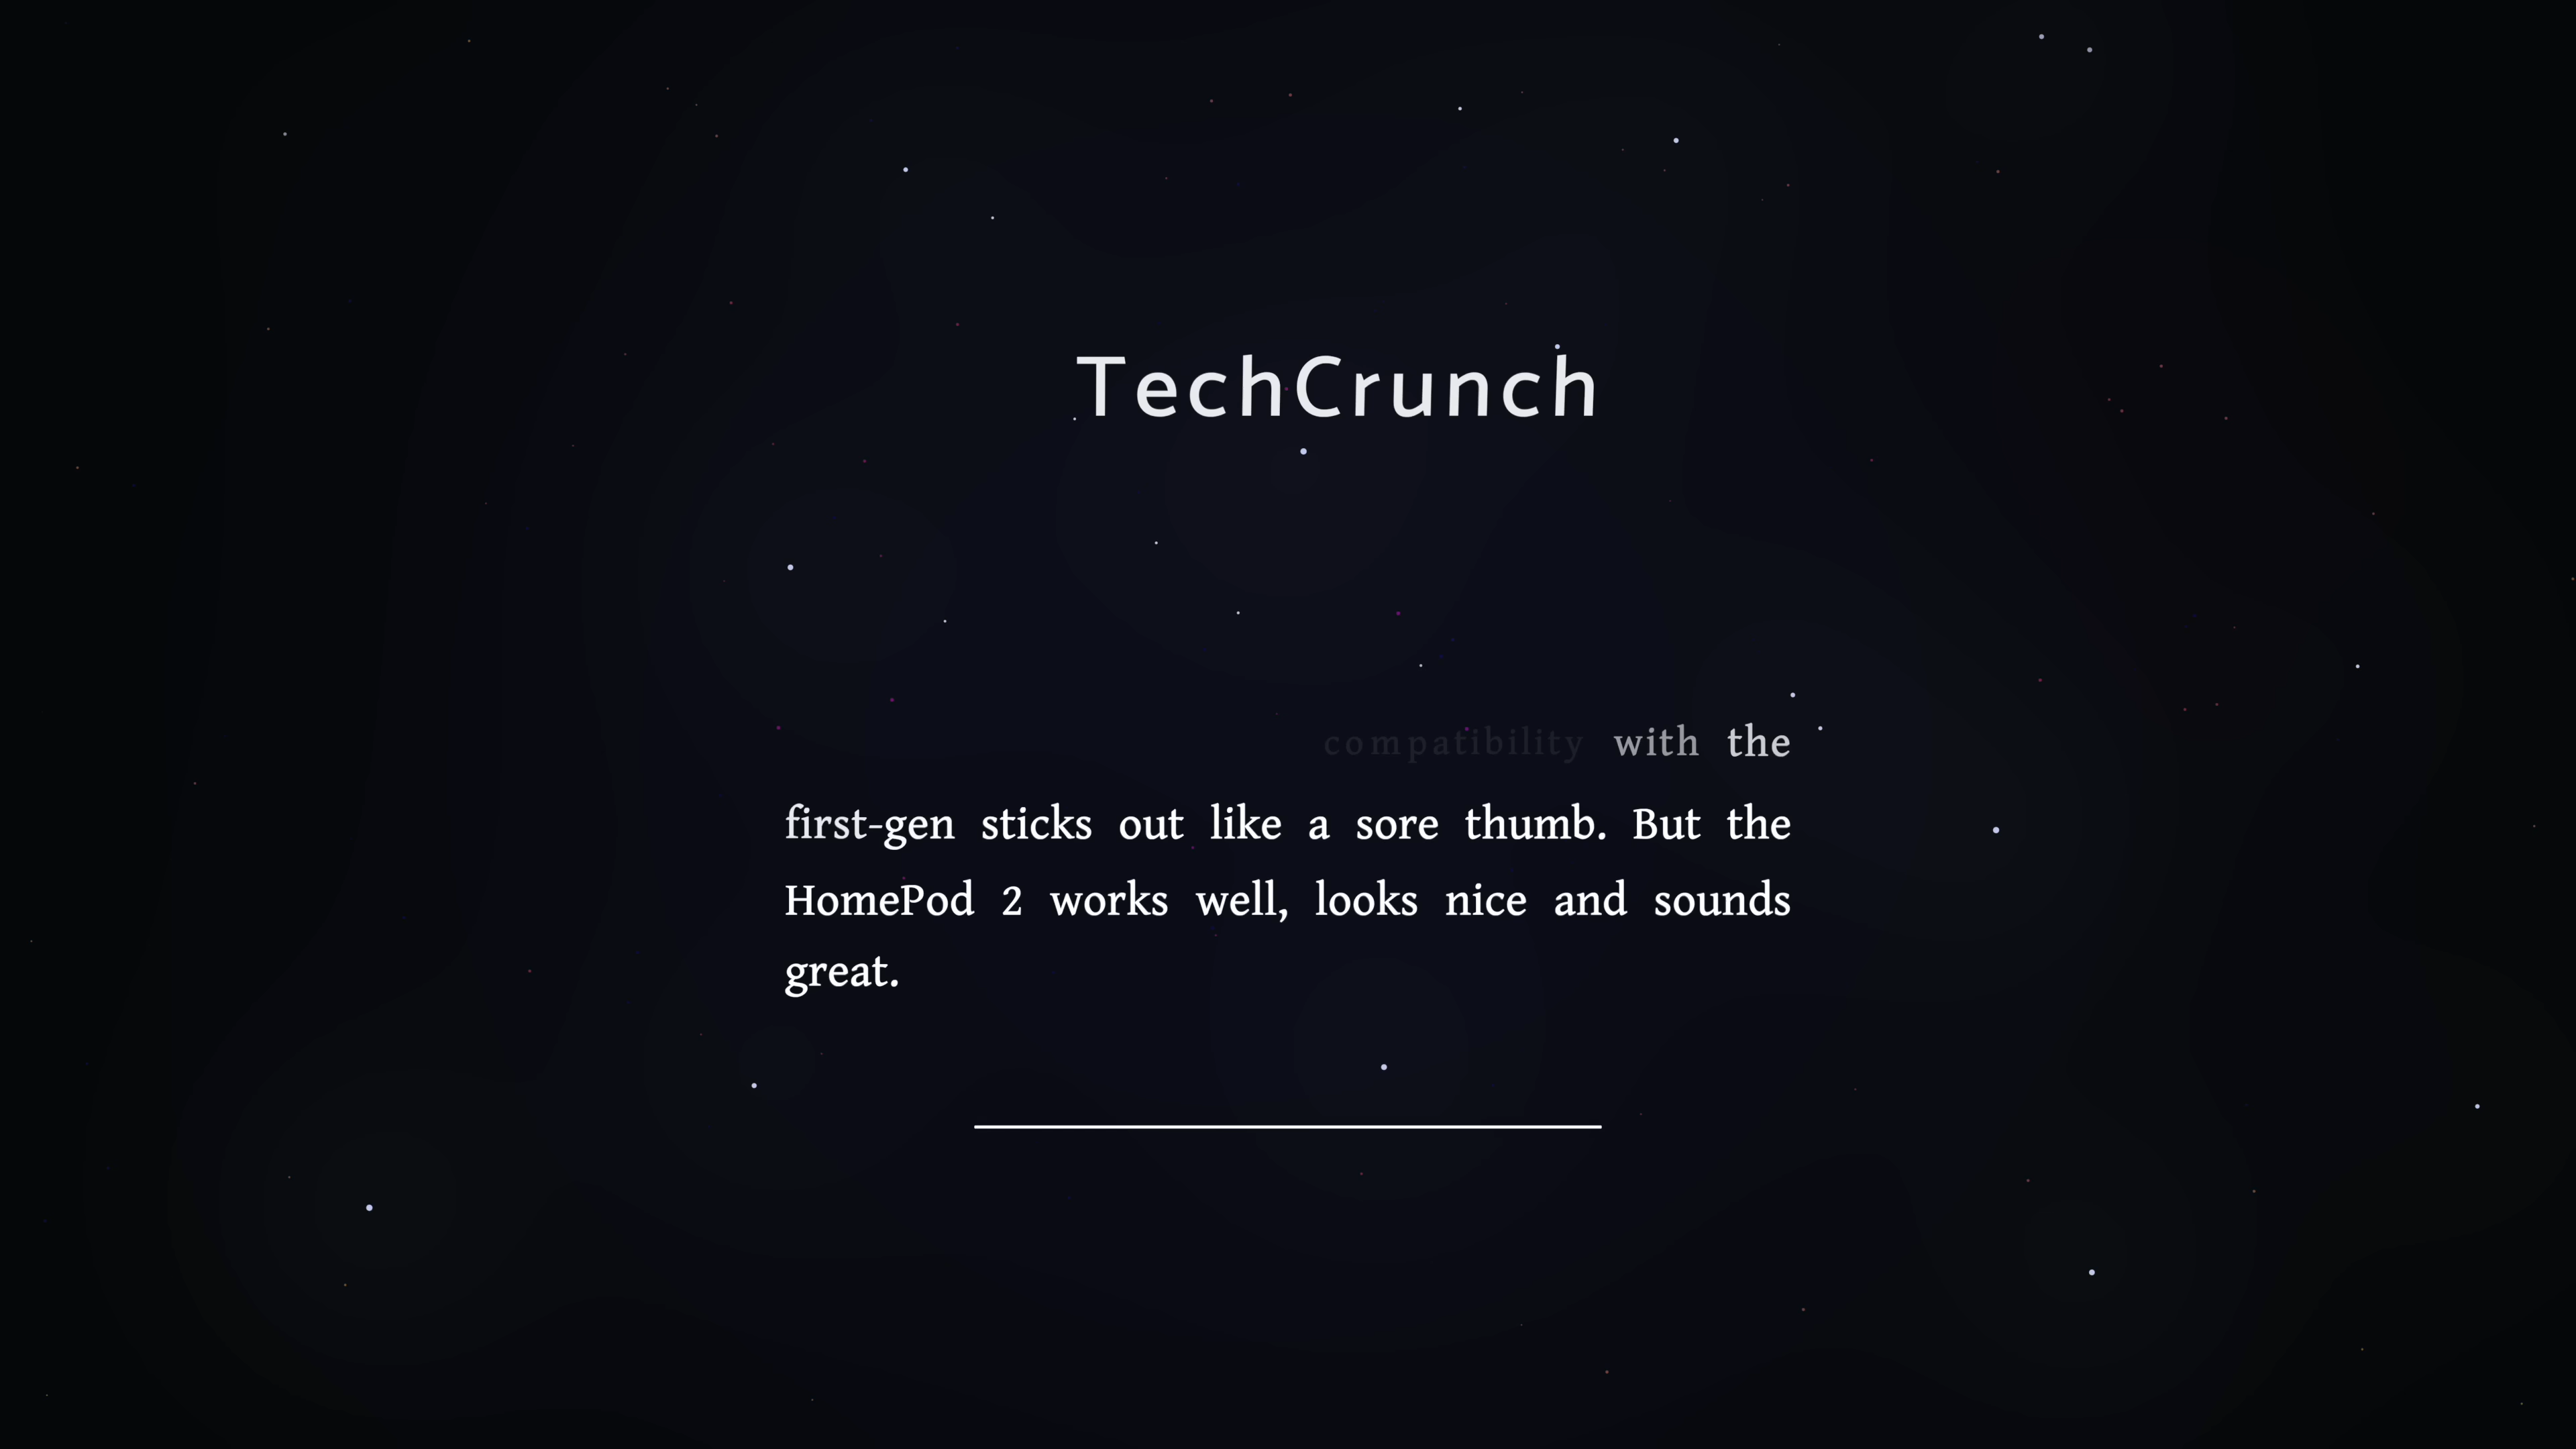 TechCrunch
compatibility with the
first-gen sticks out like a sore thumb. But the
HomePod 2 works well, looks nice and sounds
great.